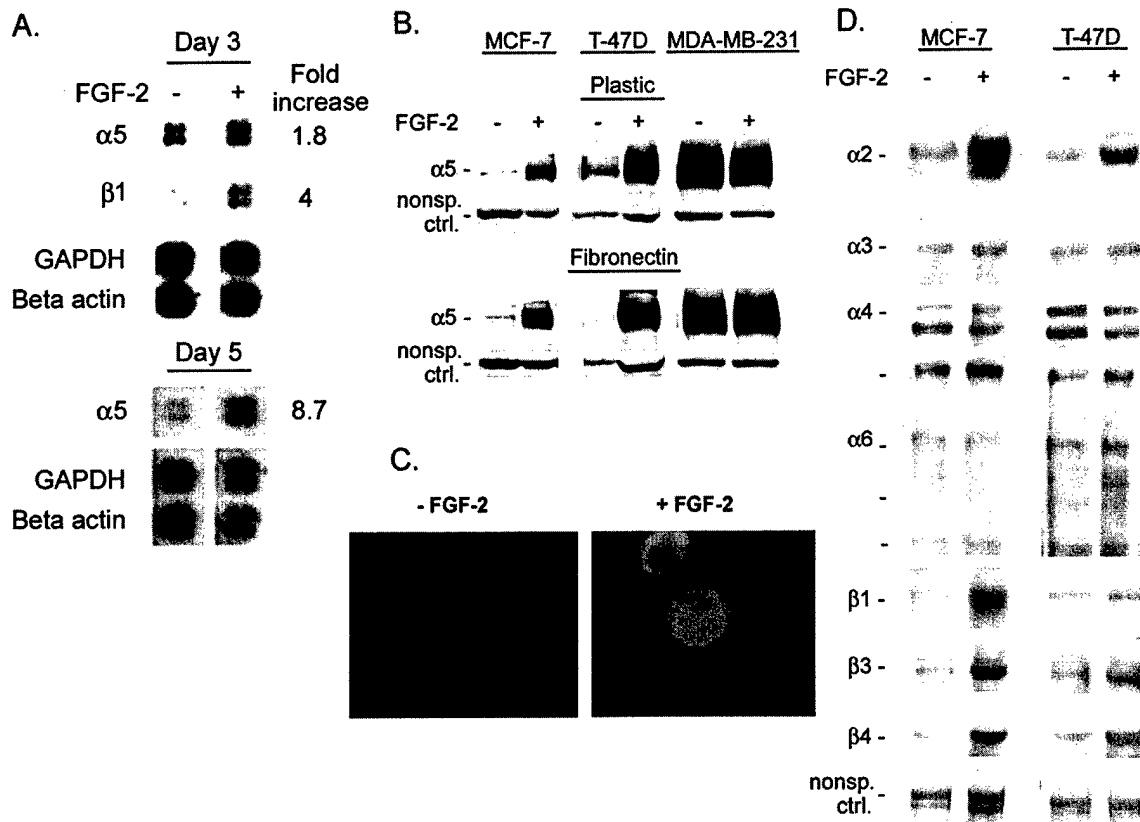 A.
Day 3
FGF-2 - + Fold increase
α5 1.8
β1 4
GAPDH
Beta actin
Day 5
α5 8.7
GAPDH
Beta actin
B.
MCF-7 T-47D MDA-MB-231
Plastic
FGF-2 - + - + - +
α5 -
nonsp. -
ctrl.
Fibronectin
α5 -
nonsp. -
ctrl.
C.
- FGF-2 + FGF-2
D.
MCF-7 T-47D
FGF-2 - + - +
α2 -
α3 -
α4 -
-
α6 -
-
-
β1 -
β3 -
β4 -
nonsp. -
ctrl.